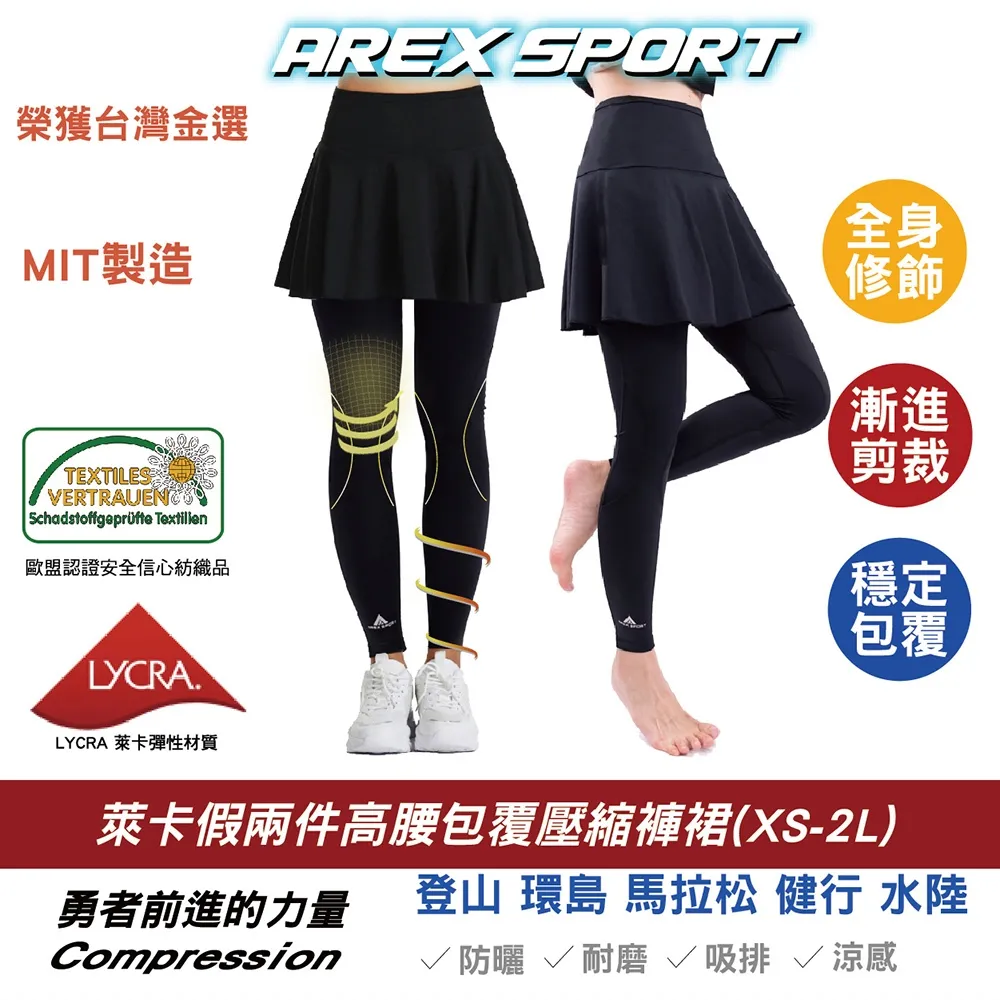 AREX SPORT
榮獲台灣金選
MIT製造
全身
修飾
漸進
剪裁
穩定
包覆
TEXTILES
VERTRAUEN
Schadstoffgeprüfte Textilien
歐盟認證安全信心紡織品
LYCRA.
LYCRA 萊卡彈性材質
AREX SPORT
AREX SPORT
萊卡假兩件高腰包覆壓縮褲裙(XS-2L)
勇者前進的力量
Compression
登山 環島 馬拉松 健行 水陸
✓防曬 ✓耐磨 ✓吸排 ✓涼感